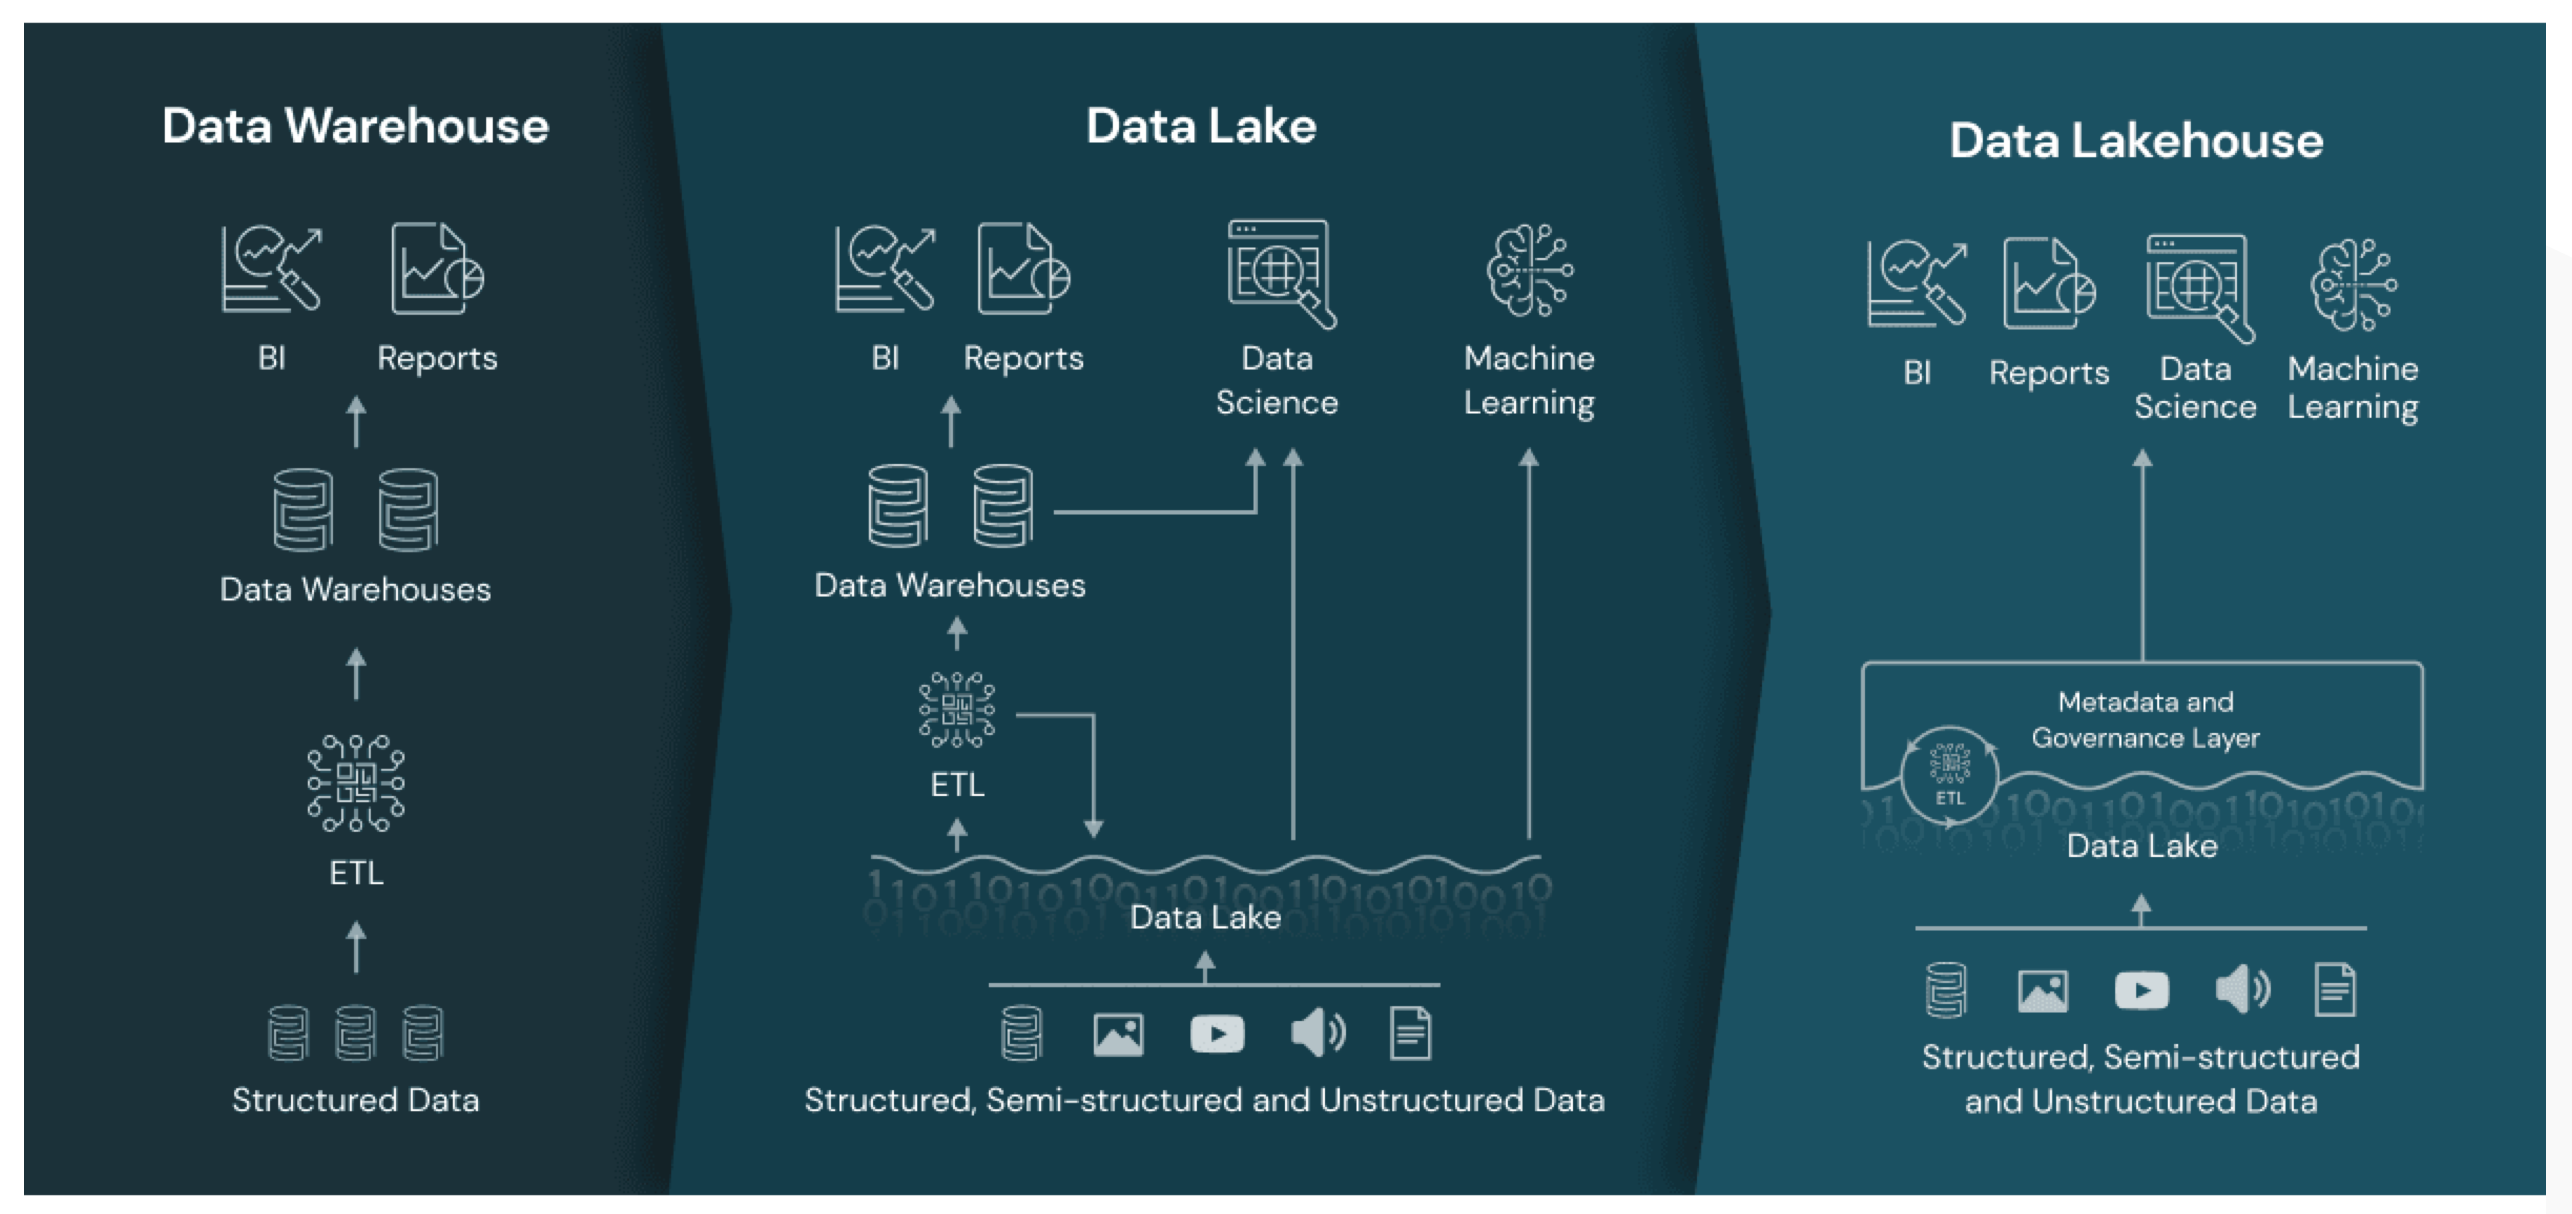 Data Warehouse
BI
Reports
Data Warehouses
ETL
Structured Data
Data Lake
BI
Reports
Data
Science
Machine
Learning
Data Warehouses
ETL
Data Lake
Structured, Semi-structured and Unstructured Data
Data Lakehouse
BI
Reports
Data
Science
Machine
Learning
Metadata and
Governance Layer
ETL
Data Lake
Structured, Semi-structured
and Unstructured Data